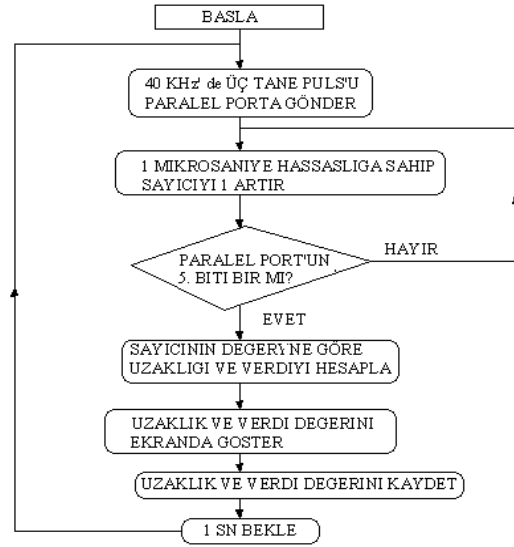 BASLA
40 KHz' de ÜÇ TANE PULS'U
PARALEL PORTA GÖNDER
1 MIKROSANIYE HASSASLIGA SAHIP
SAYICIYI 1 ARTIR
PARALEL PORT'UN
5. BITI BIR MI?
HAYIR
EVET
SAYICININ DEGERYNE GÖRE
UZAKLIGI VE VERDIYI HESAPLA
UZAKLIK VE VERDI DEGERINI
EKRANDA GOSTER
UZAKLIK VE VERDI DEGERINI KAYDET
1 SN BEKLE